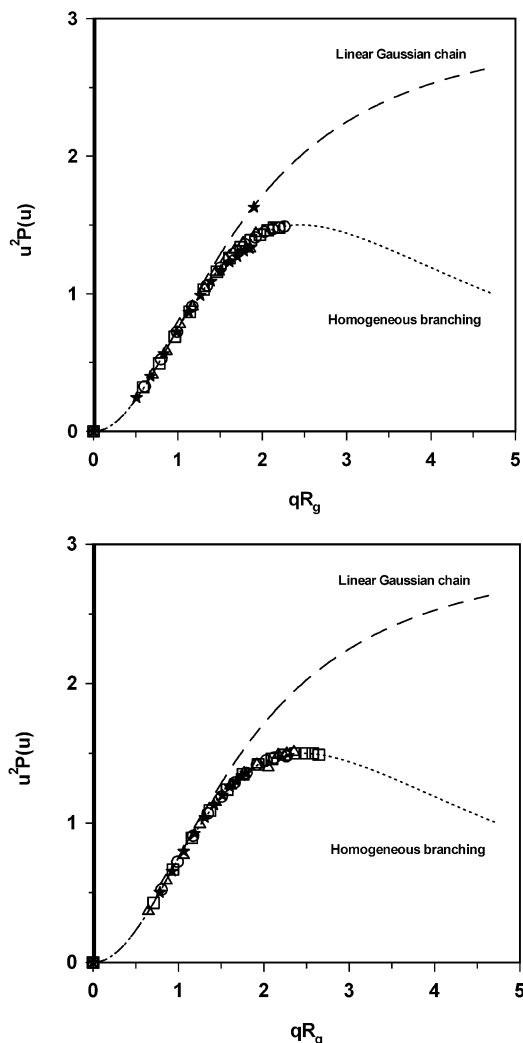 3
Linear Gaussian chain
2
u²P(u)
1
Homogeneous branching
0
0 1 2 3 4 5
qRg
3
Linear Gaussian chain
2
u²P(u)
1
Homogeneous branching
0
0 1 2 3 4 5
qRg